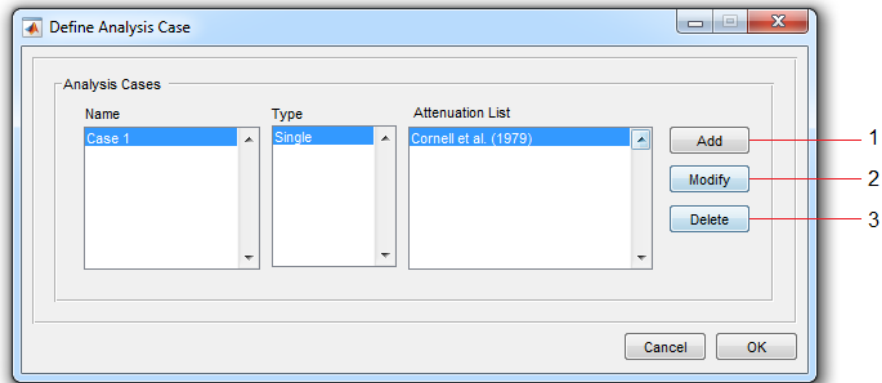 Define Analysis Case
Analysis Cases
Name Type Attenuation List
Case 1 Single Cornell et al. (1979)
Add 1
Modify 2
Delete 3
Cancel OK